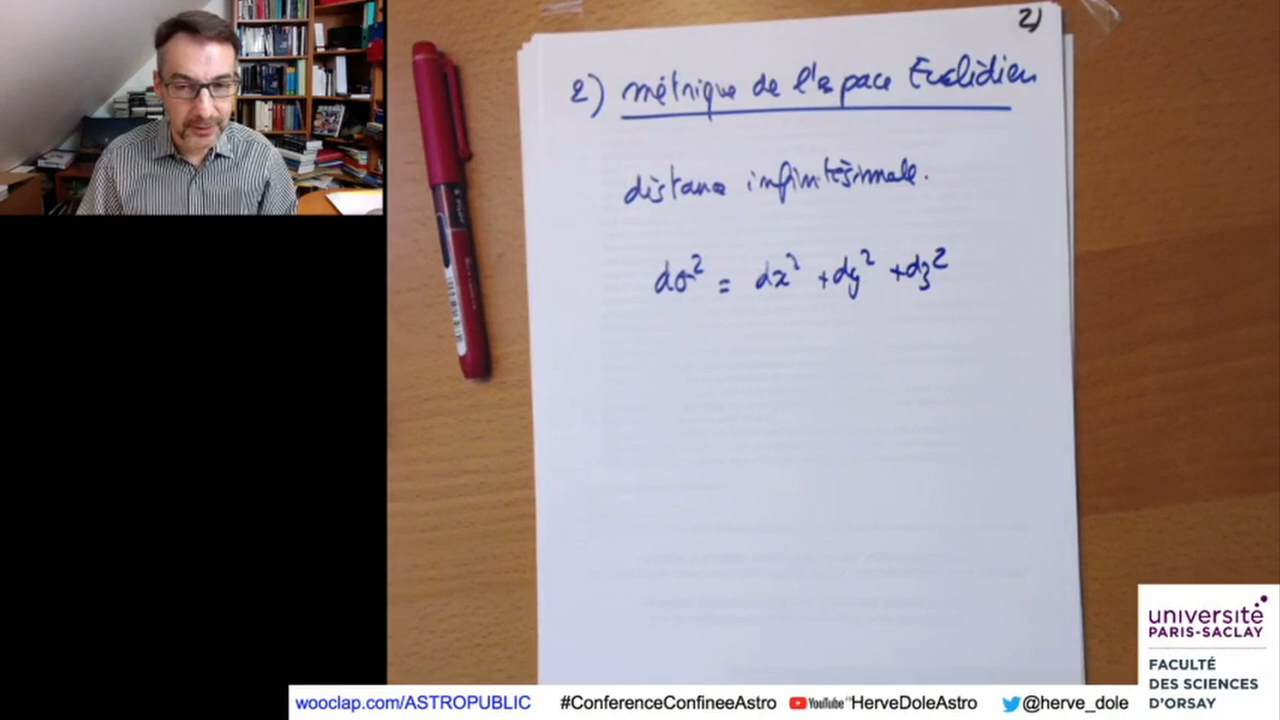 2)
2) métrique de l'espace Euclidien
distance infinitésimale.
dσ² = dx² + dy² + dz²
université
PARIS-SACLAY
FACULTÉ
DES SCIENCES
D'ORSAY
wooclap.com/ASTROPUBLIC #ConferenceConfineeAstro YouTube HerveDoleAstro @herve_dole